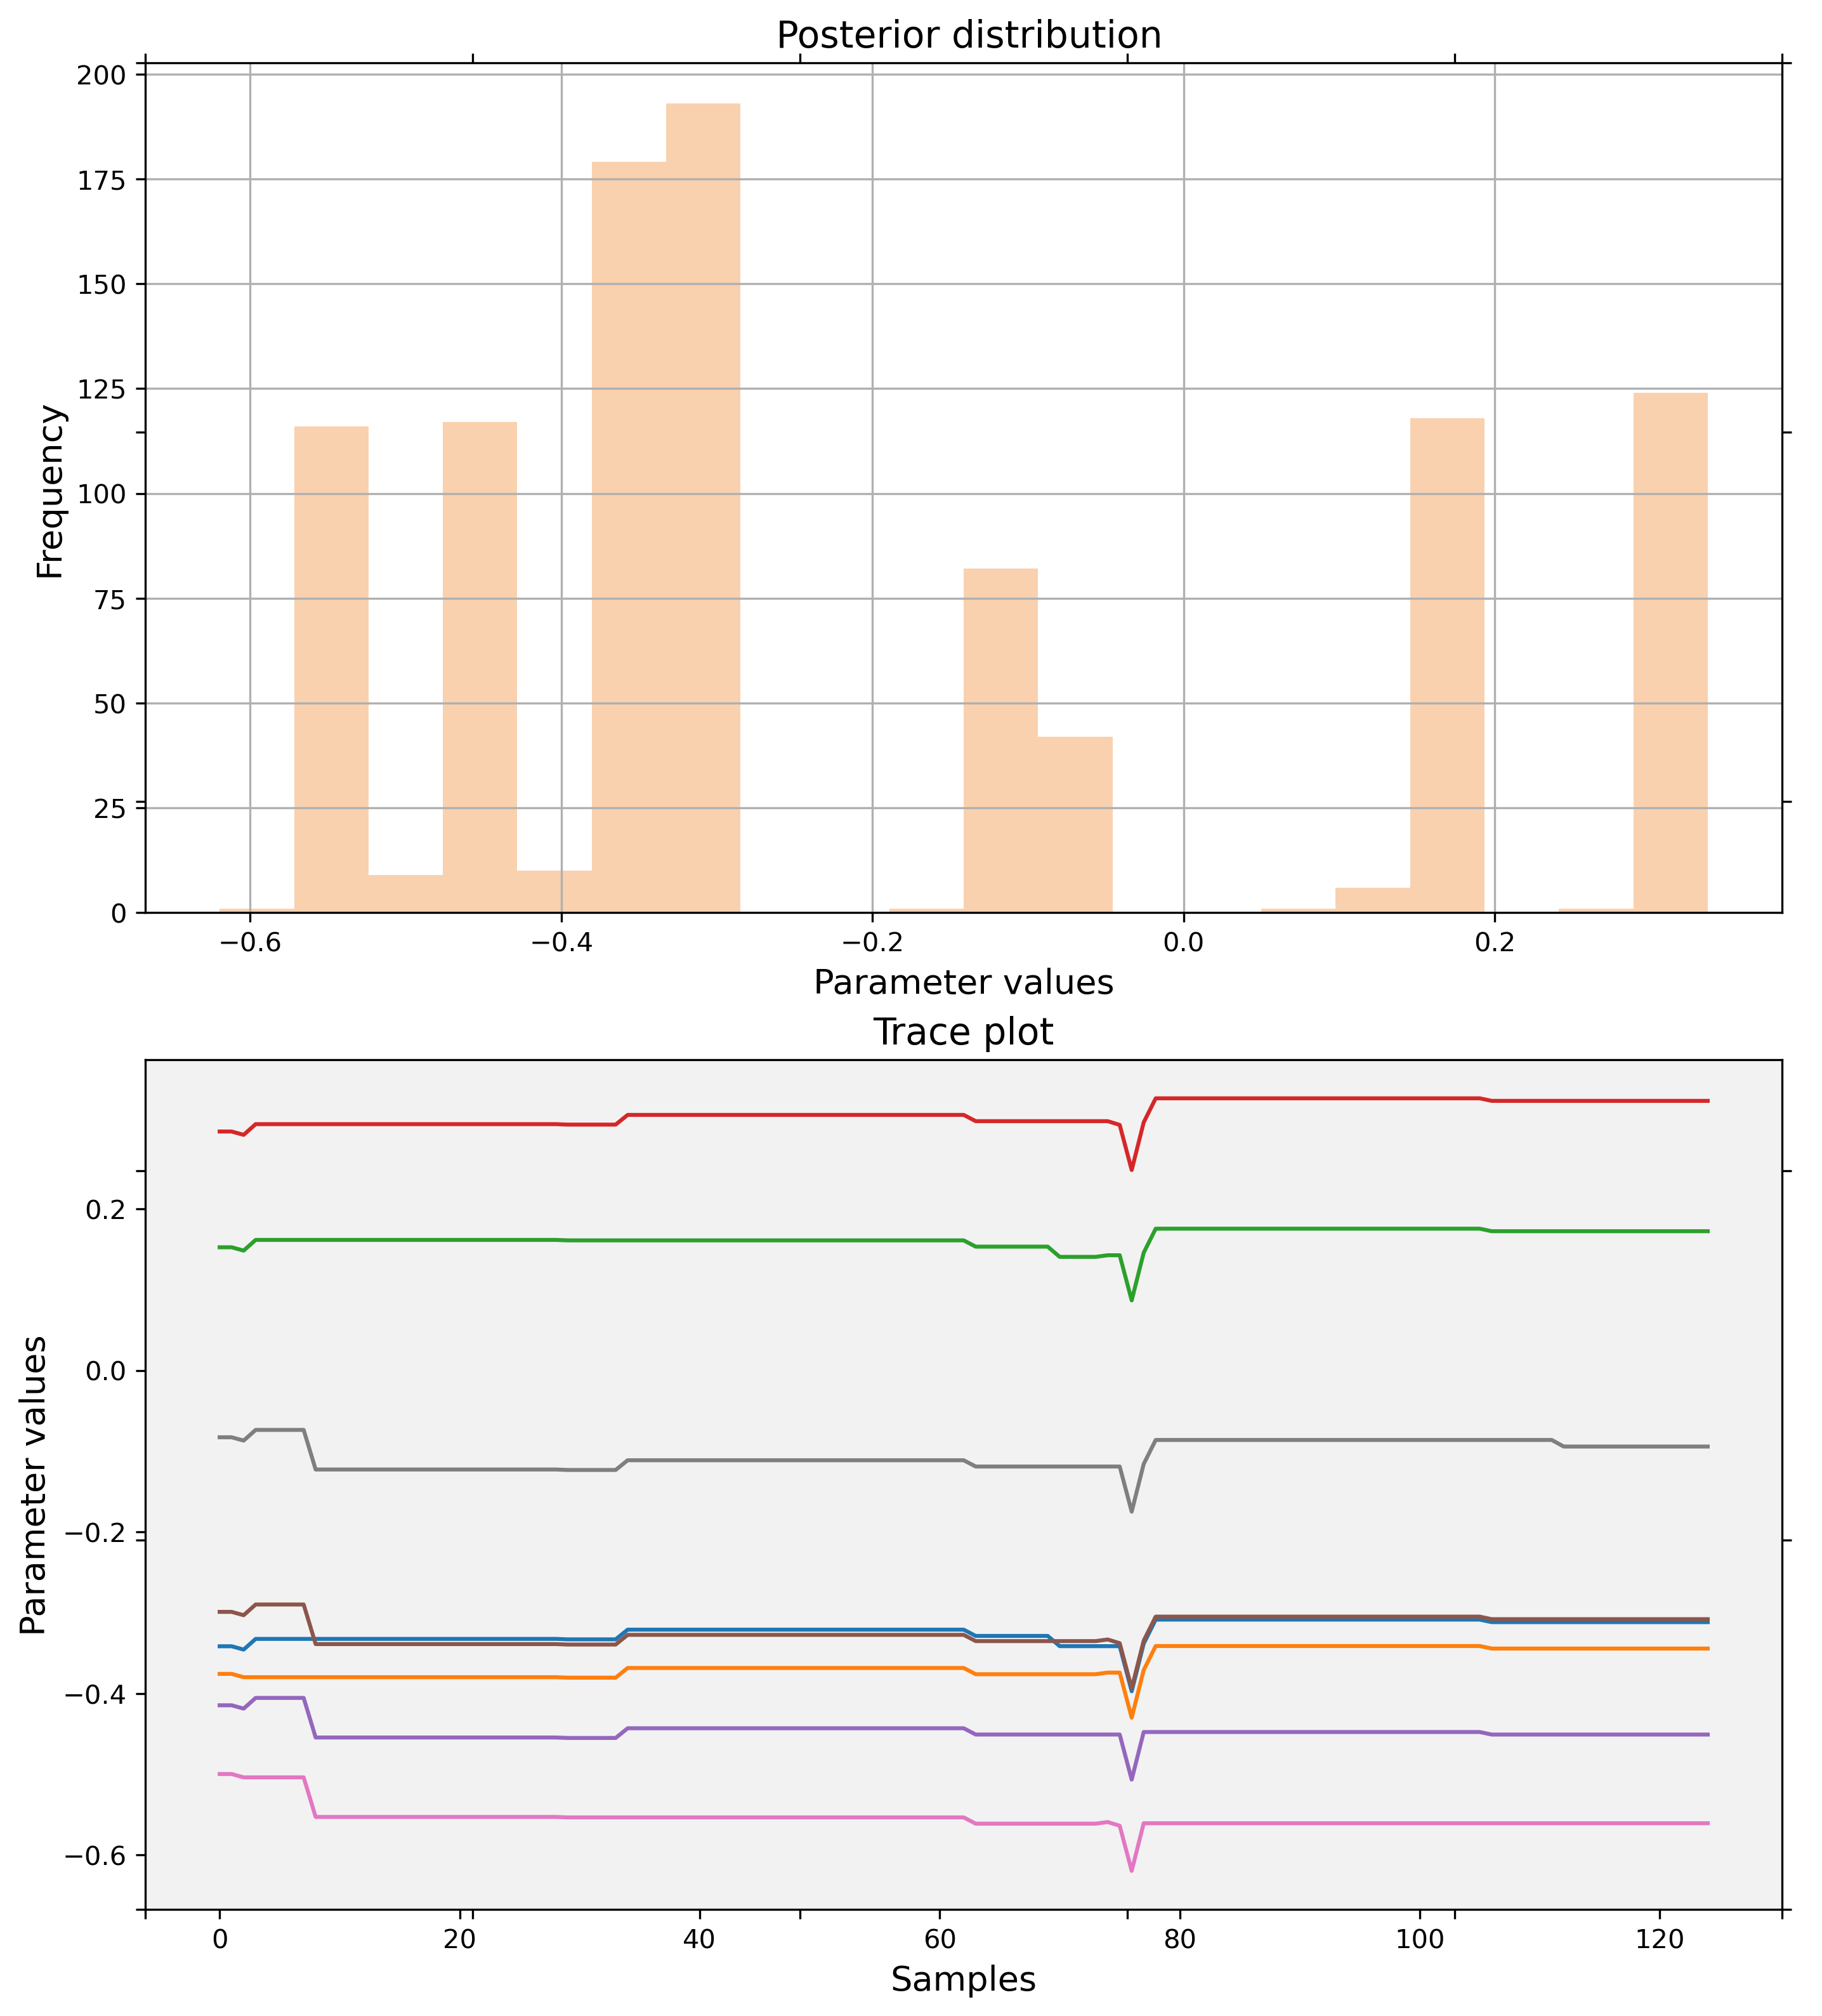 Posterior distribution
200
175
150
125
100
75
50
25
0
Frequency
−0.6 −0.4 −0.2 0.0 0.2
Parameter values
Trace plot
0.2
0.0
−0.2
−0.4
−0.6
Parameter values
0 20 40 60 80 100 120
Samples